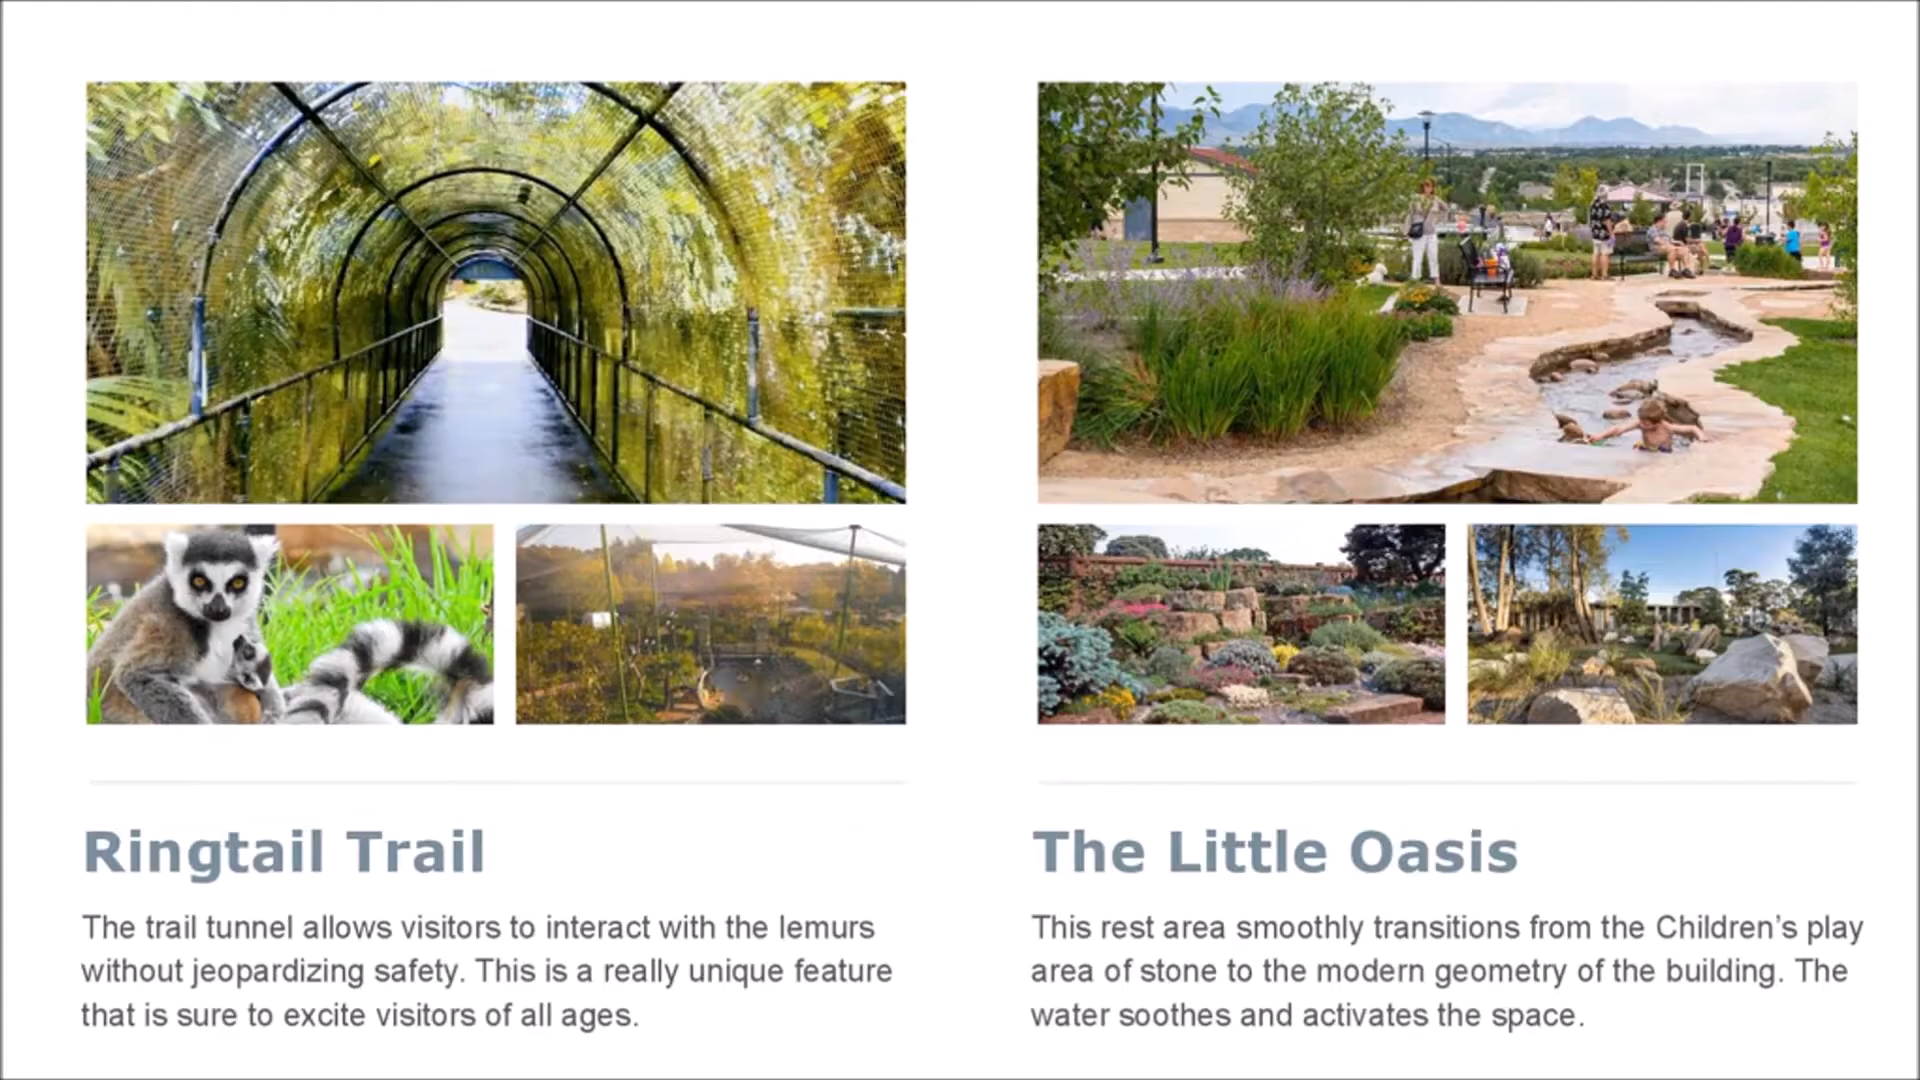 Ringtail Trail
The trail tunnel allows visitors to interact with the lemurs
without jeopardizing safety. This is a really unique feature
that is sure to excite visitors of all ages.
The Little Oasis
This rest area smoothly transitions from the Children’s play
area of stone to the modern geometry of the building. The
water soothes and activates the space.